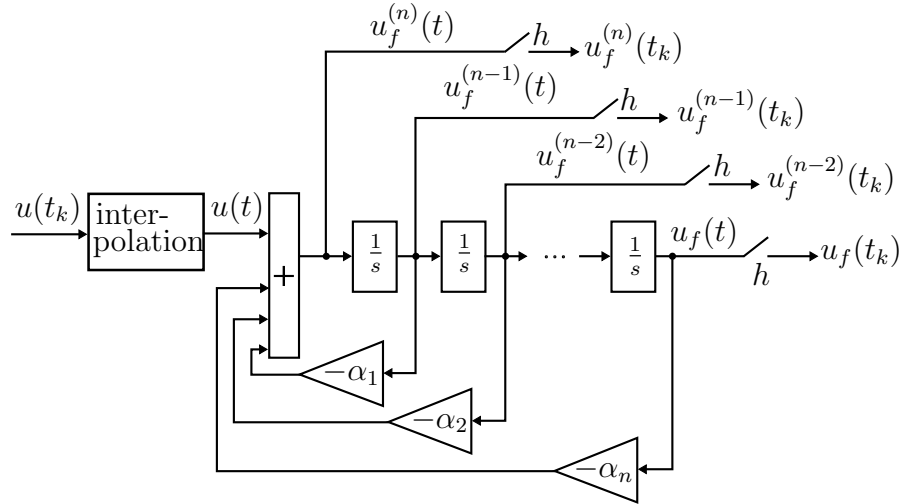 u_f^{(n)}(t)
h
u_f^{(n)}(t_k)
u_f^{(n-1)}(t)
h
u_f^{(n-1)}(t_k)
u_f^{(n-2)}(t)
h
u_f^{(n-2)}(t_k)
u(t_k)
inter-
polation
u(t)
+
1/s
1/s
...
1/s
u_f(t)
h
u_f(t_k)
−α_1
−α_2
−α_n